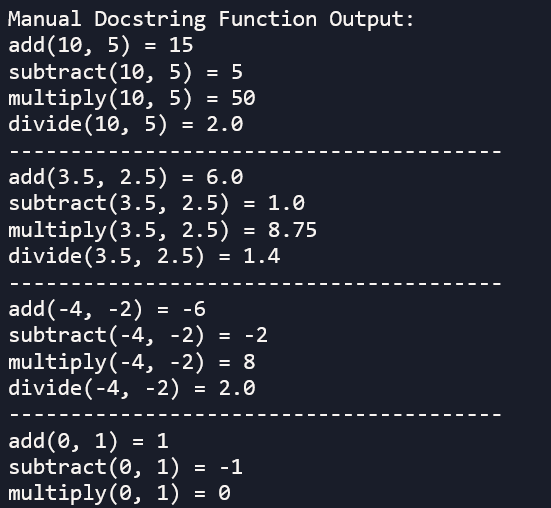 Manual Docstring Function Output:
add(10, 5) = 15
subtract(10, 5) = 5
multiply(10, 5) = 50
divide(10, 5) = 2.0
----------------------------------------
add(3.5, 2.5) = 6.0
subtract(3.5, 2.5) = 1.0
multiply(3.5, 2.5) = 8.75
divide(3.5, 2.5) = 1.4
----------------------------------------
add(-4, -2) = -6
subtract(-4, -2) = -2
multiply(-4, -2) = 8
divide(-4, -2) = 2.0
----------------------------------------
add(0, 1) = 1
subtract(0, 1) = -1
multiply(0, 1) = 0